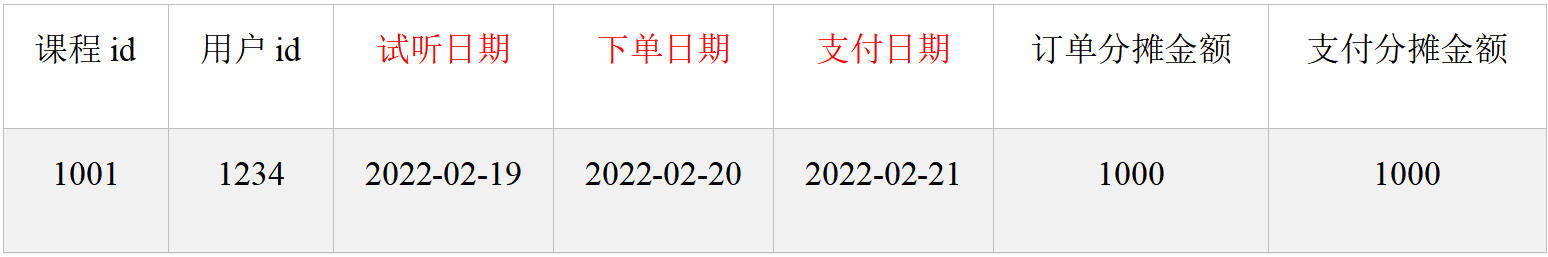 课程 id 用户 id 试听日期 下单日期 支付日期 订单分摊金额 支付分摊金额
1001 1234 2022-02-19 2022-02-20 2022-02-21 1000 1000